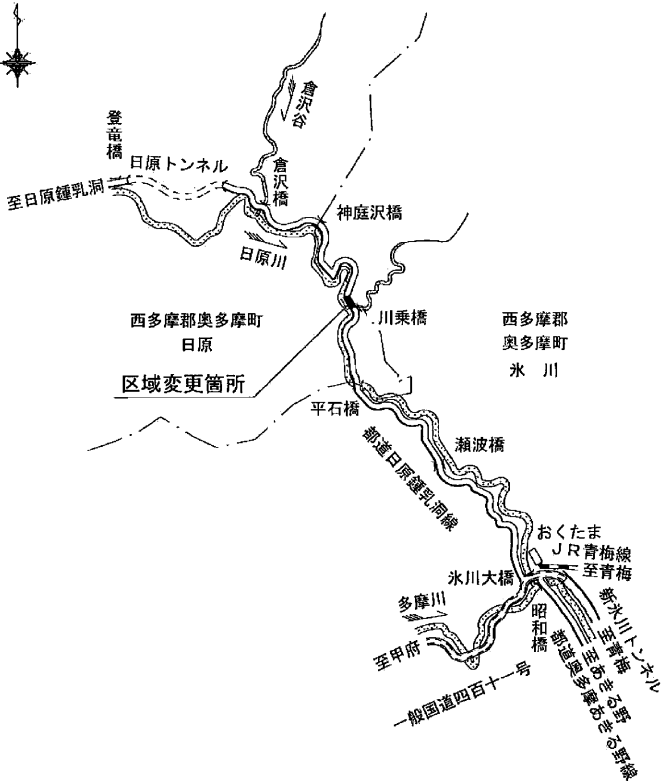 倉沢谷
登竜橋
日原トンネル
倉沢橋
至日原鍾乳洞
神庭沢橋
日原川
川乗橋
西多摩郡奥多摩町
日原
西多摩郡
奥多摩町
氷川
区域変更箇所
平石橋
瀬波橋
都道日原鍾乳洞線
おくたま
JR青梅線
至青梅
氷川大橋
多摩川
昭和橋
新氷川トンネル
至青梅
至あきる野
都道奥多摩あきる野線
至甲府
一般国道四百十一号